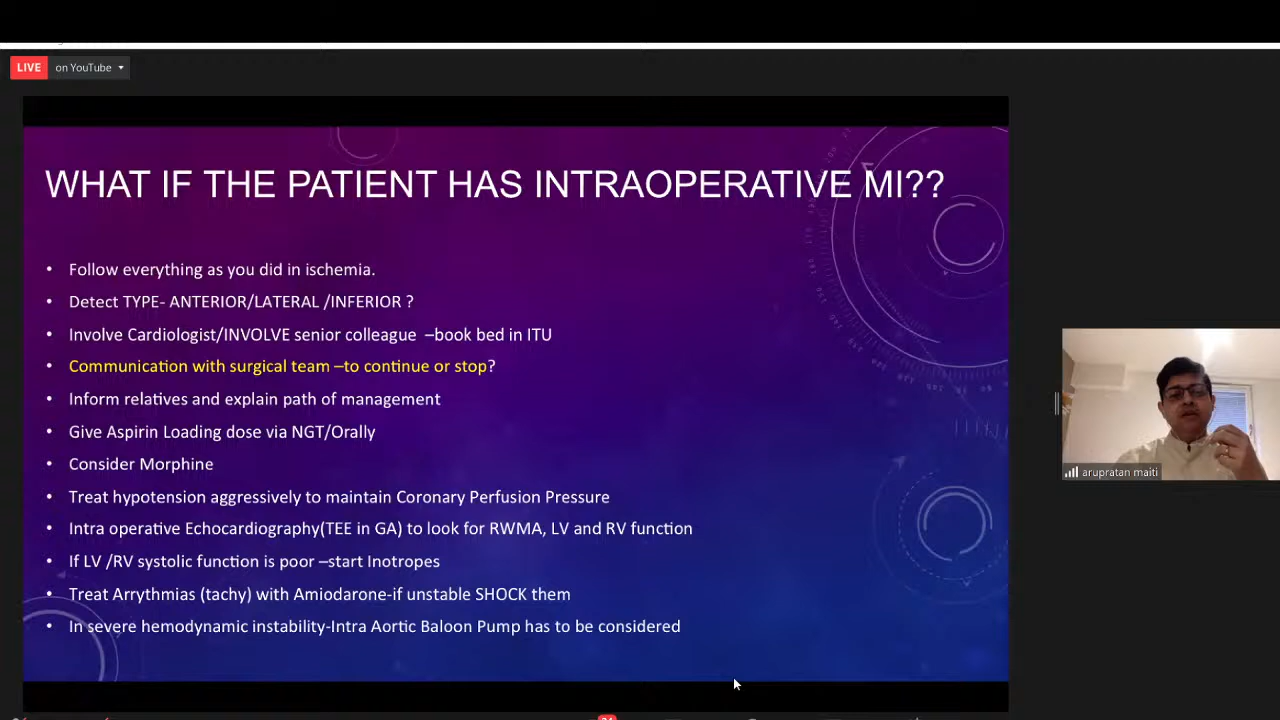 LIVE on YouTube
WHAT IF THE PATIENT HAS INTRAOPERATIVE MI??
• Follow everything as you did in ischemia.
• Detect TYPE- ANTERIOR/LATERAL /INFERIOR ?
• Involve Cardiologist/INVOLVE senior colleague –book bed in ITU
• Communication with surgical team –to continue or stop?
• Inform relatives and explain path of management
• Give Aspirin Loading dose via NGT/Orally
• Consider Morphine
• Treat hypotension aggressively to maintain Coronary Perfusion Pressure
• Intra operative Echocardiography(TEE in GA) to look for RWMA, LV and RV function
• If LV /RV systolic function is poor –start Inotropes
• Treat Arrythmias (tachy) with Amiodarone-if unstable SHOCK them
• In severe hemodynamic instability-Intra Aortic Baloon Pump has to be considered
arupratan maiti